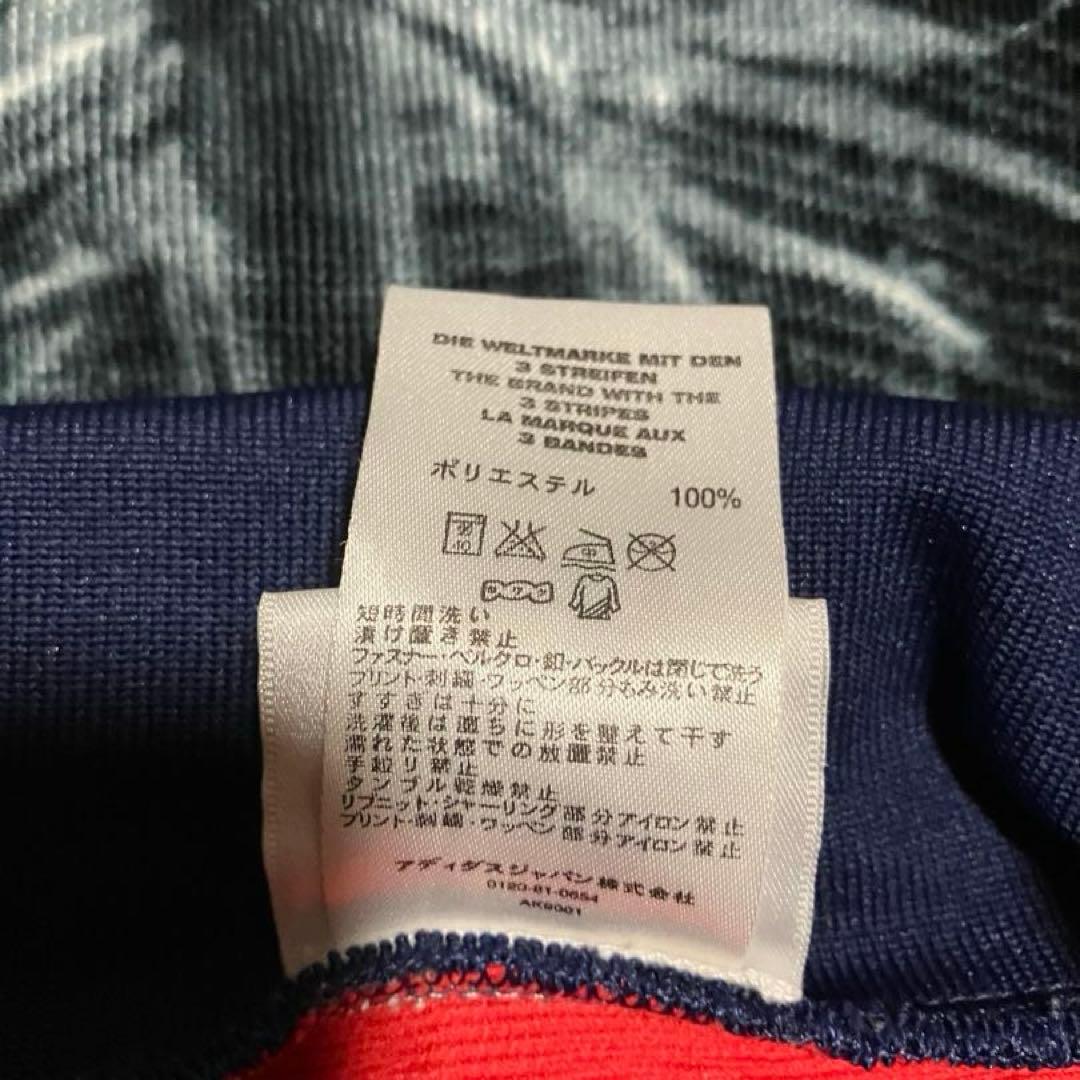 DIE WELTMARKE MIT DEN
3 STREIFEN
THE BRAND WITH THE
3 STRIPES
LA MARQUE AUX
3 BANDES
ポリエステル 100%
短時間洗い
漬け置き禁止
ファスナー・ベルクロ・釦・バックルは閉じて洗う
プリント・刺繍・ワッペン部分もみ洗い禁止
すすぎは十分に
洗濯後は直ちに形を整えて干す
濡れた状態での放置禁止
手絞り禁止
タンブル乾燥禁止
リブニット・シャーリング部分アイロン禁止
プリント・刺繍・ワッペン部分アイロン禁止
アディダスジャパン株式会社
0120-81-0654